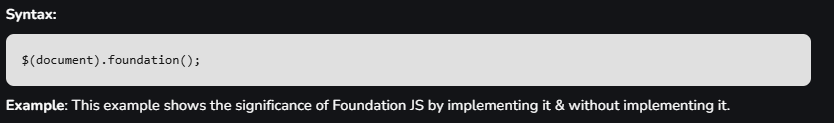 Syntax:
$(document).foundation();
Example: This example shows the significance of Foundation JS by implementing it & without implementing it.